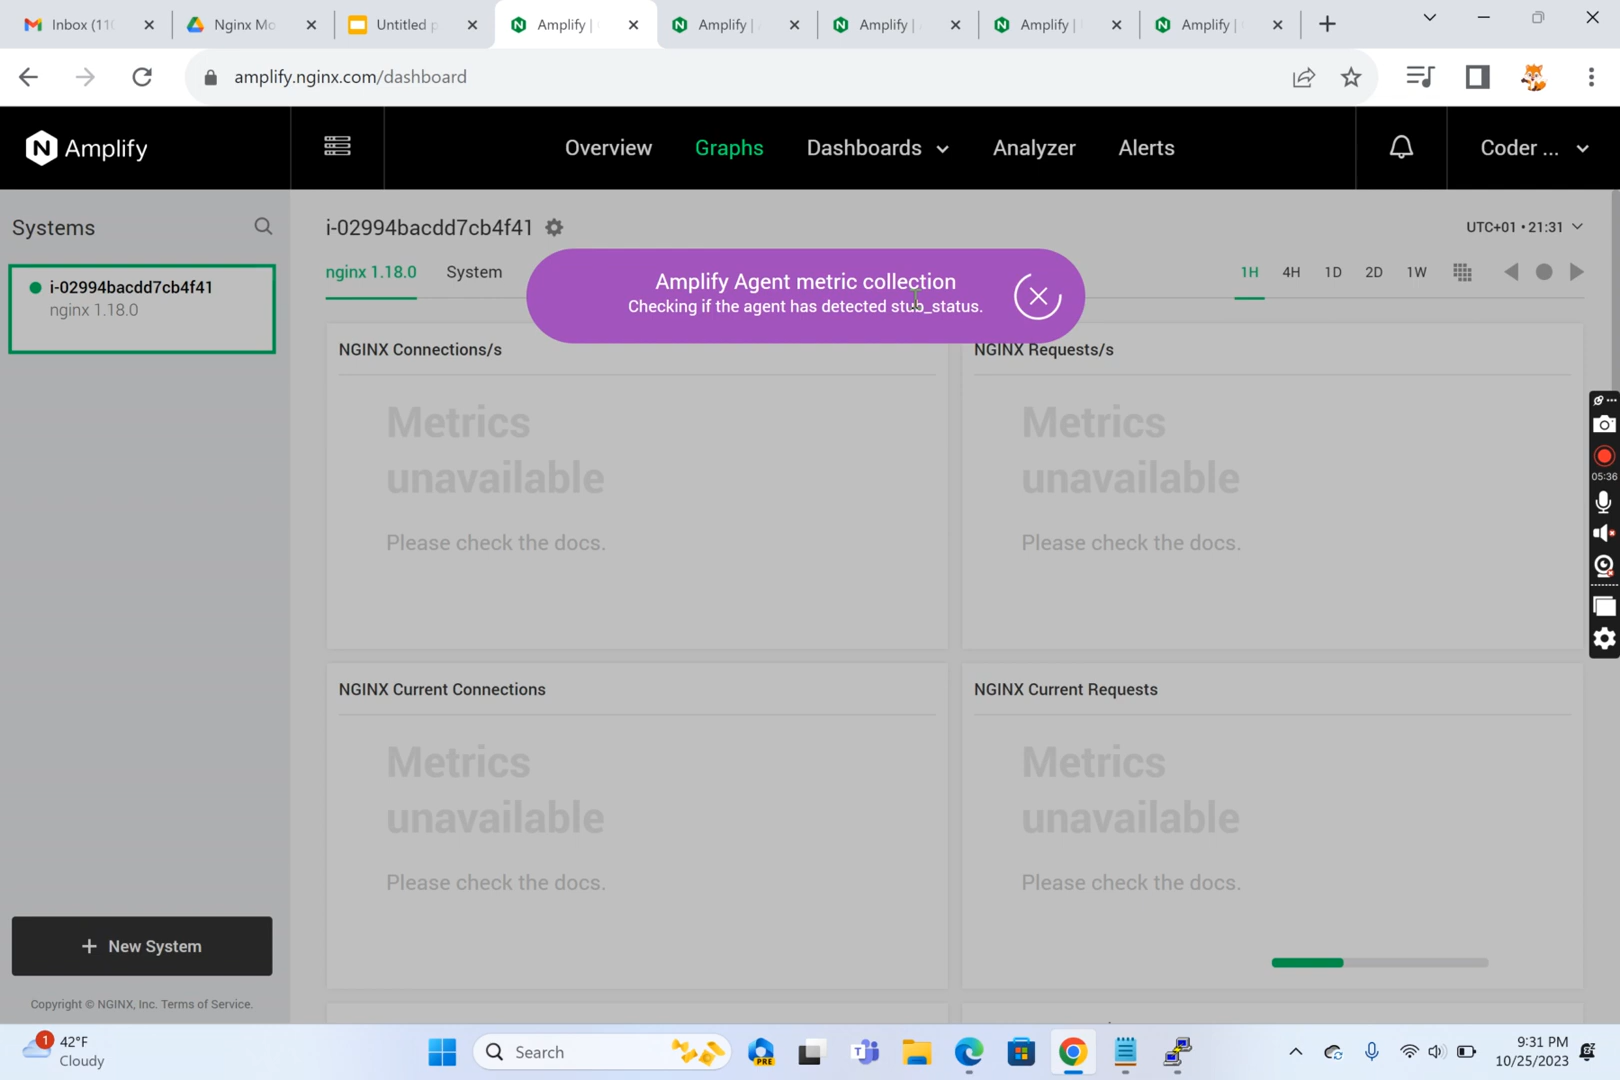 Inbox (110
Nginx Mo
Untitled p
Amplify |
Amplify |
Amplify |
Amplify |
Amplify |
amplify.nginx.com/dashboard
N Amplify
Overview
Graphs
Dashboards
Analyzer
Alerts
Coder ...
Systems
i-02994bacdd7cb4f41
nginx 1.18.0
i-02994bacdd7cb4f41
UTC+01 • 21:31
nginx 1.18.0
System
1H
4H
1D
2D
1W
Amplify Agent metric collection
Checking if the agent has detected stub_status.
NGINX Connections/s
Metrics
unavailable
Please check the docs.
NGINX Requests/s
Metrics
unavailable
Please check the docs.
NGINX Current Connections
Metrics
unavailable
Please check the docs.
NGINX Current Requests
Metrics
unavailable
Please check the docs.
+ New System
Copyright © NGINX, Inc. Terms of Service.
05:36
1
42°F
Cloudy
Search
PRE
9:31 PM
10/25/2023